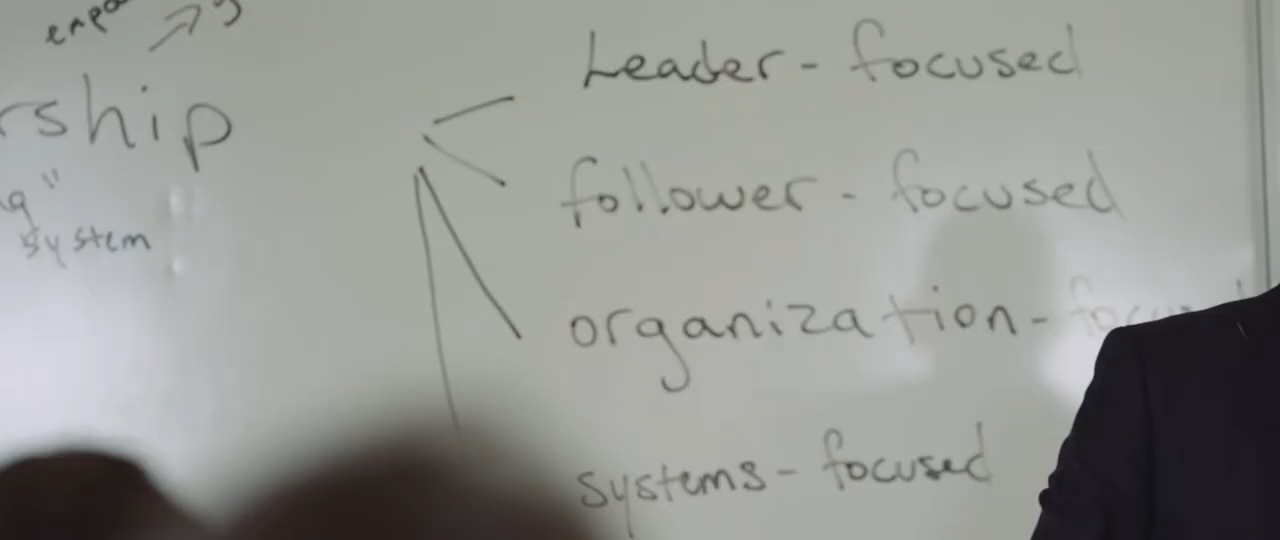 rship
system
Leader - focused
follower - focused
organization -
systems - focused